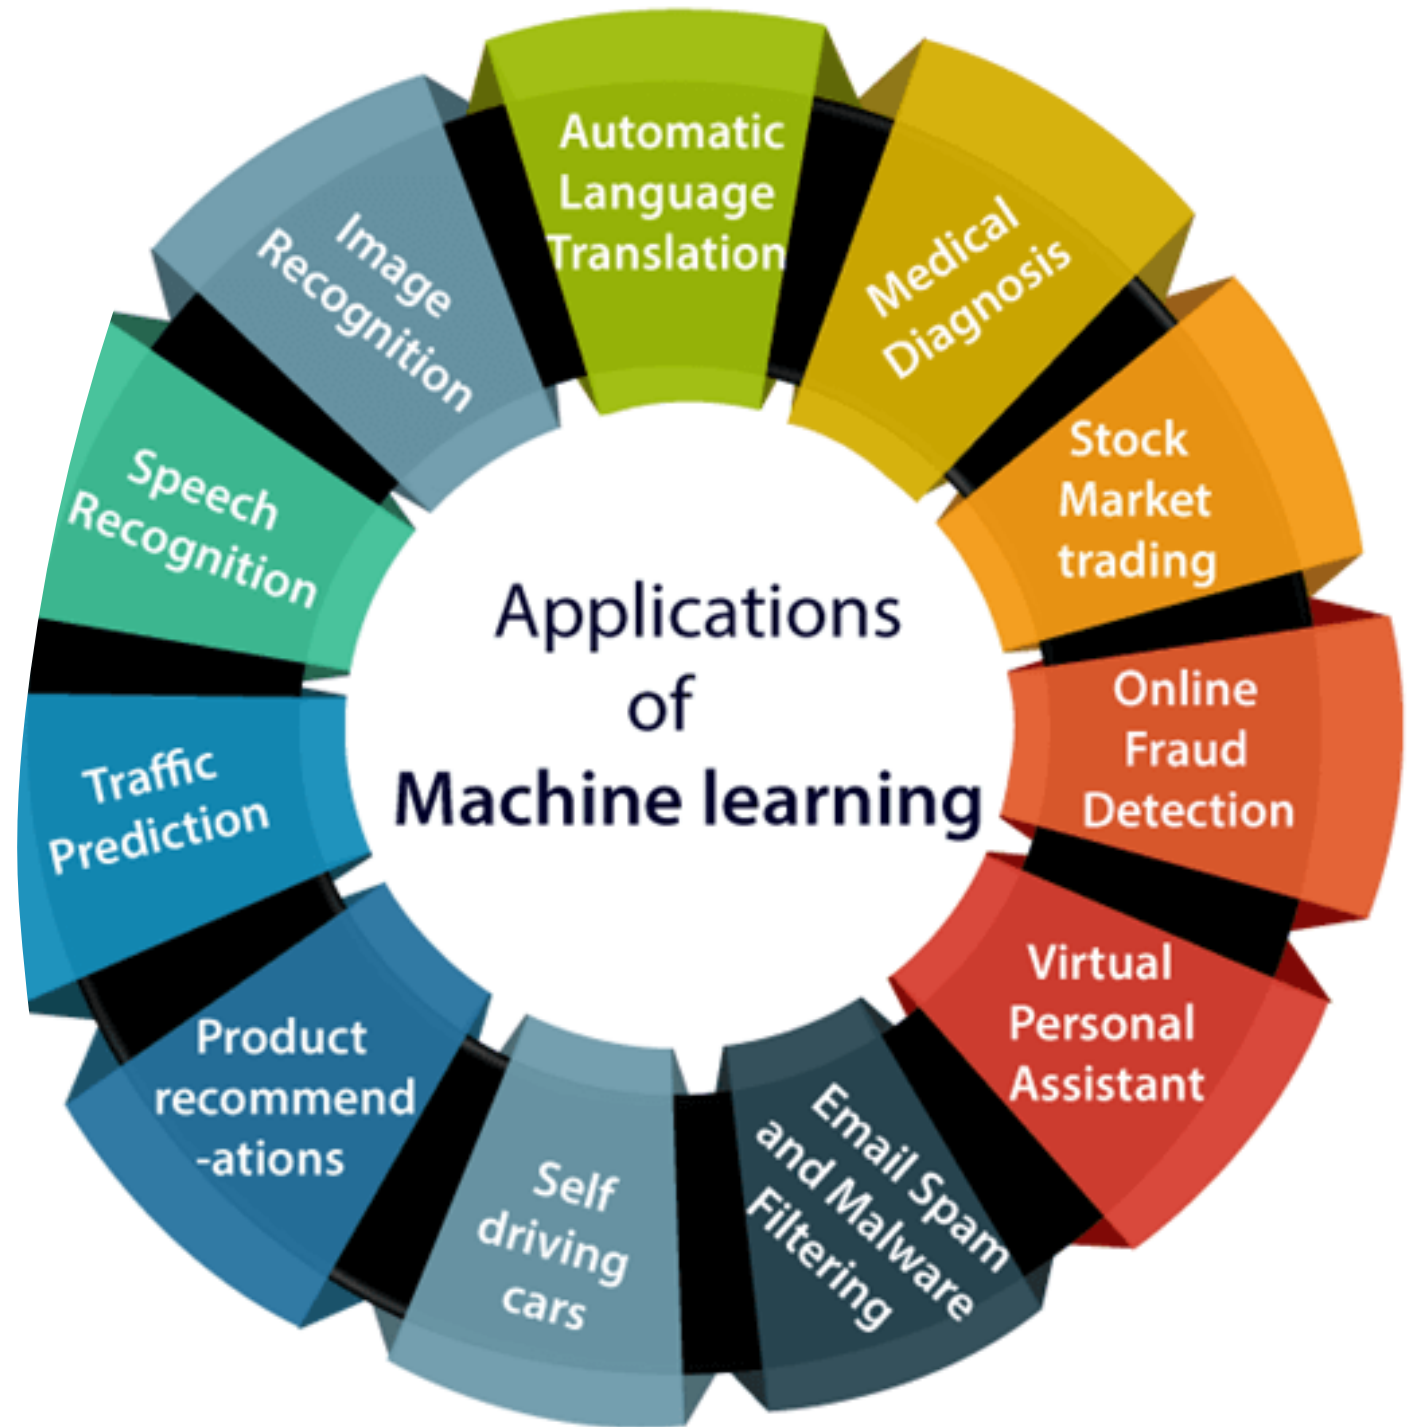 Automatic
Language
Translation
Medical
Diagnosis
Stock
Market
trading
Online
Fraud
Detection
Virtual
Personal
Assistant
Email Spam
and Malware
Filtering
Self
driving
cars
Product
recommend
-ations
Traffic
Prediction
Speech
Recognition
Image
Recognition
Applications
of
Machine learning